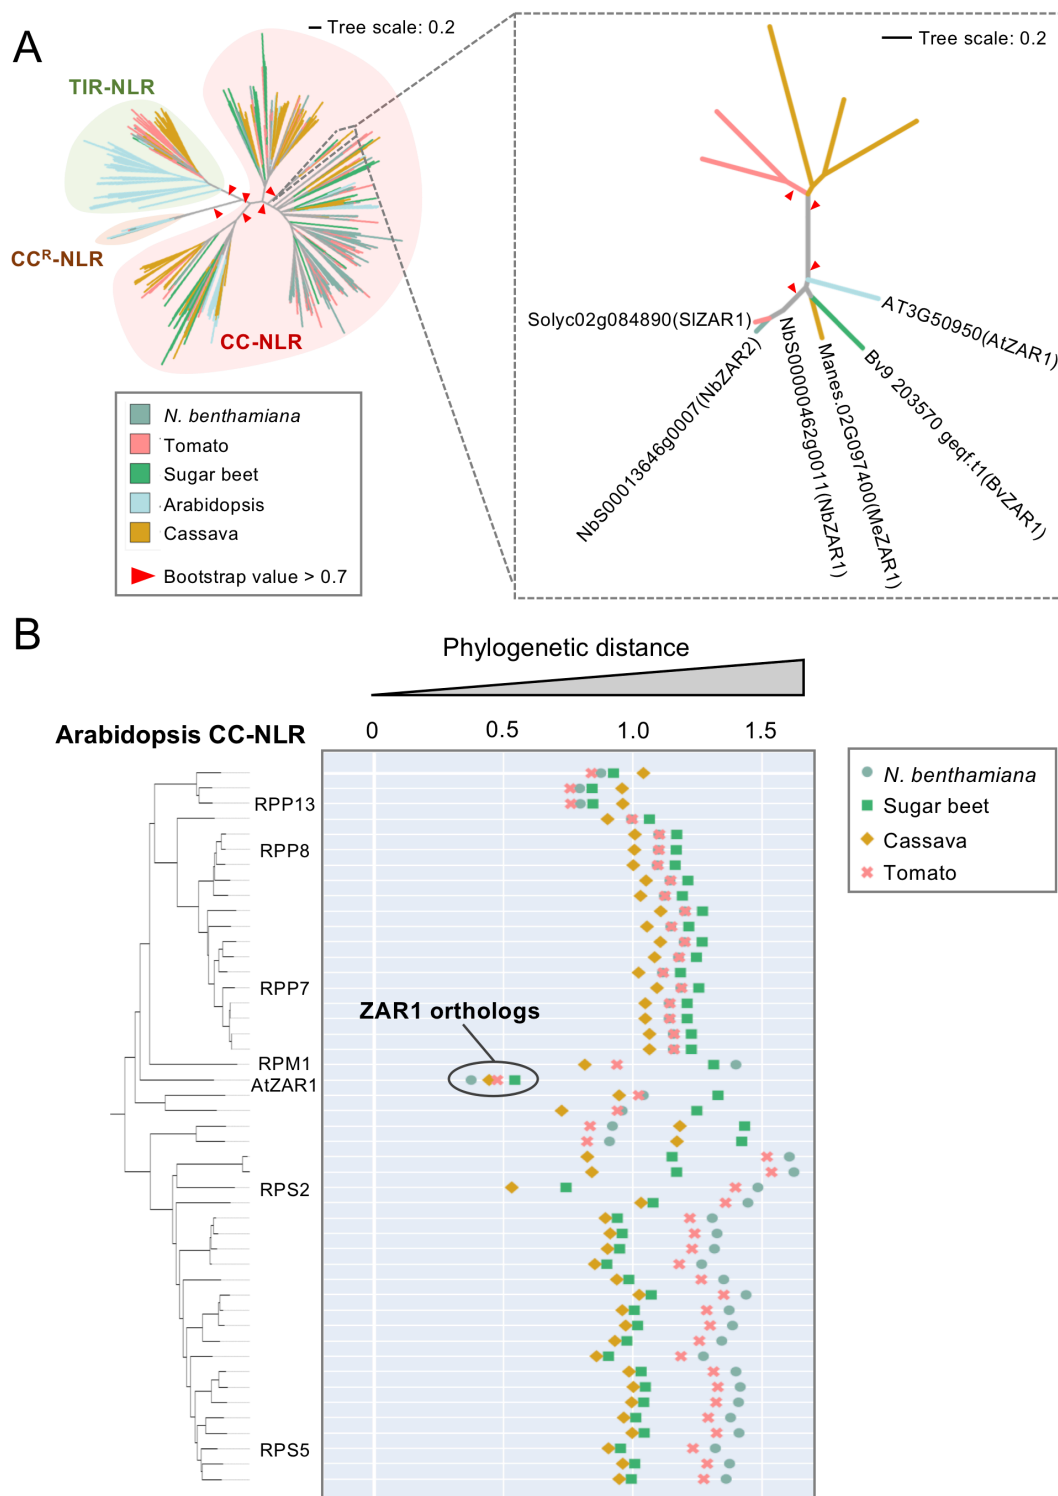 A
Tree scale: 0.2
TIR-NLR
CCR-NLR
CC-NLR
N. benthamiana
Tomato
Sugar beet
Arabidopsis
Cassava
Bootstrap value > 0.7
Tree scale: 0.2
Solyc02g084890(SlZAR1)
NbS00013646g0007(NbZAR2)
NbS00000462g0011(NbZAR1)
Manes.02G097400(MeZAR1)
Bv9_203570_geqf.t1(BvZAR1)
AT3G50950(AtZAR1)
B
Phylogenetic distance
Arabidopsis CC-NLR
0 0.5 1.0 1.5
RPP13
RPP8
RPP7
RPM1
AtZAR1
RPS2
RPS5
ZAR1 orthologs
N. benthamiana
Sugar beet
Cassava
Tomato